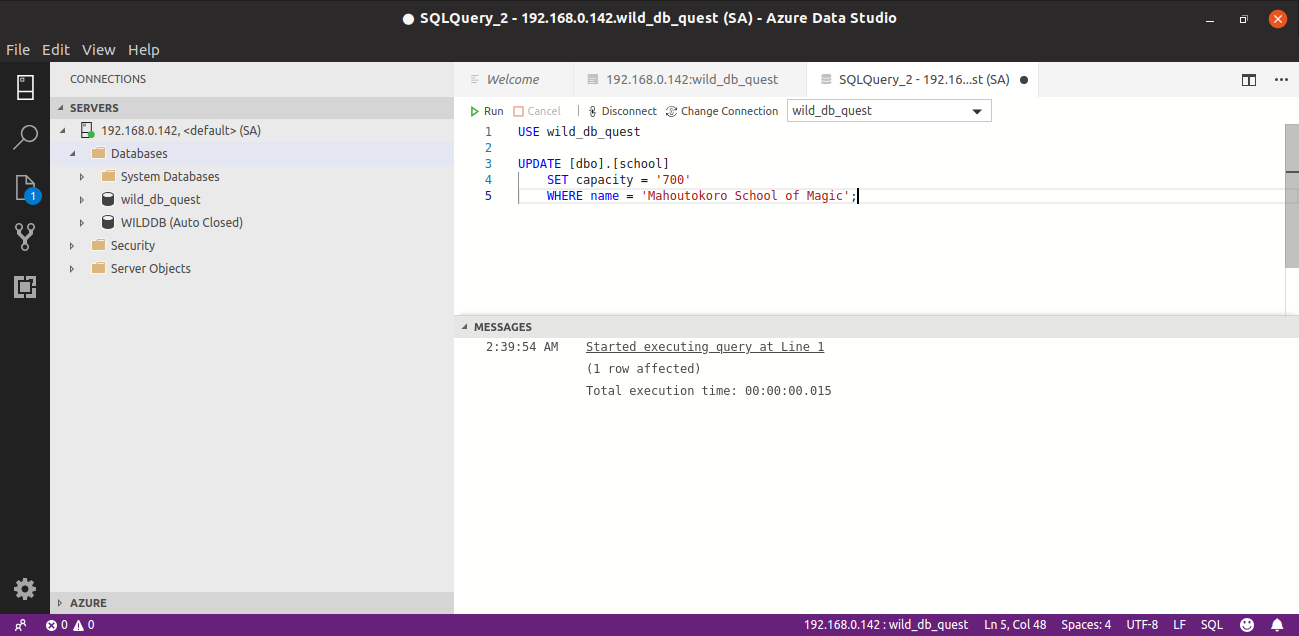 SQLQuery_2 - 192.168.0.142.wild_db_quest (SA) - Azure Data Studio
File Edit View Help
CONNECTIONS
SERVERS
192.168.0.142, <default> (SA)
Databases
System Databases
wild_db_quest
WILDDB (Auto Closed)
Security
Server Objects
AZURE
1
Welcome
192.168.0.142:wild_db_quest
SQLQuery_2 - 192.16...st (SA)
Run Cancel Disconnect Change Connection wild_db_quest
1 USE wild_db_quest
2
3 UPDATE [dbo].[school]
4 SET capacity = '700'
5 WHERE name = 'Mahoutokoro School of Magic';
MESSAGES
2:39:54 AM Started executing query at Line 1
(1 row affected)
Total execution time: 00:00:00.015
0 0 192.168.0.142 : wild_db_quest Ln 5, Col 48 Spaces: 4 UTF-8 LF SQL